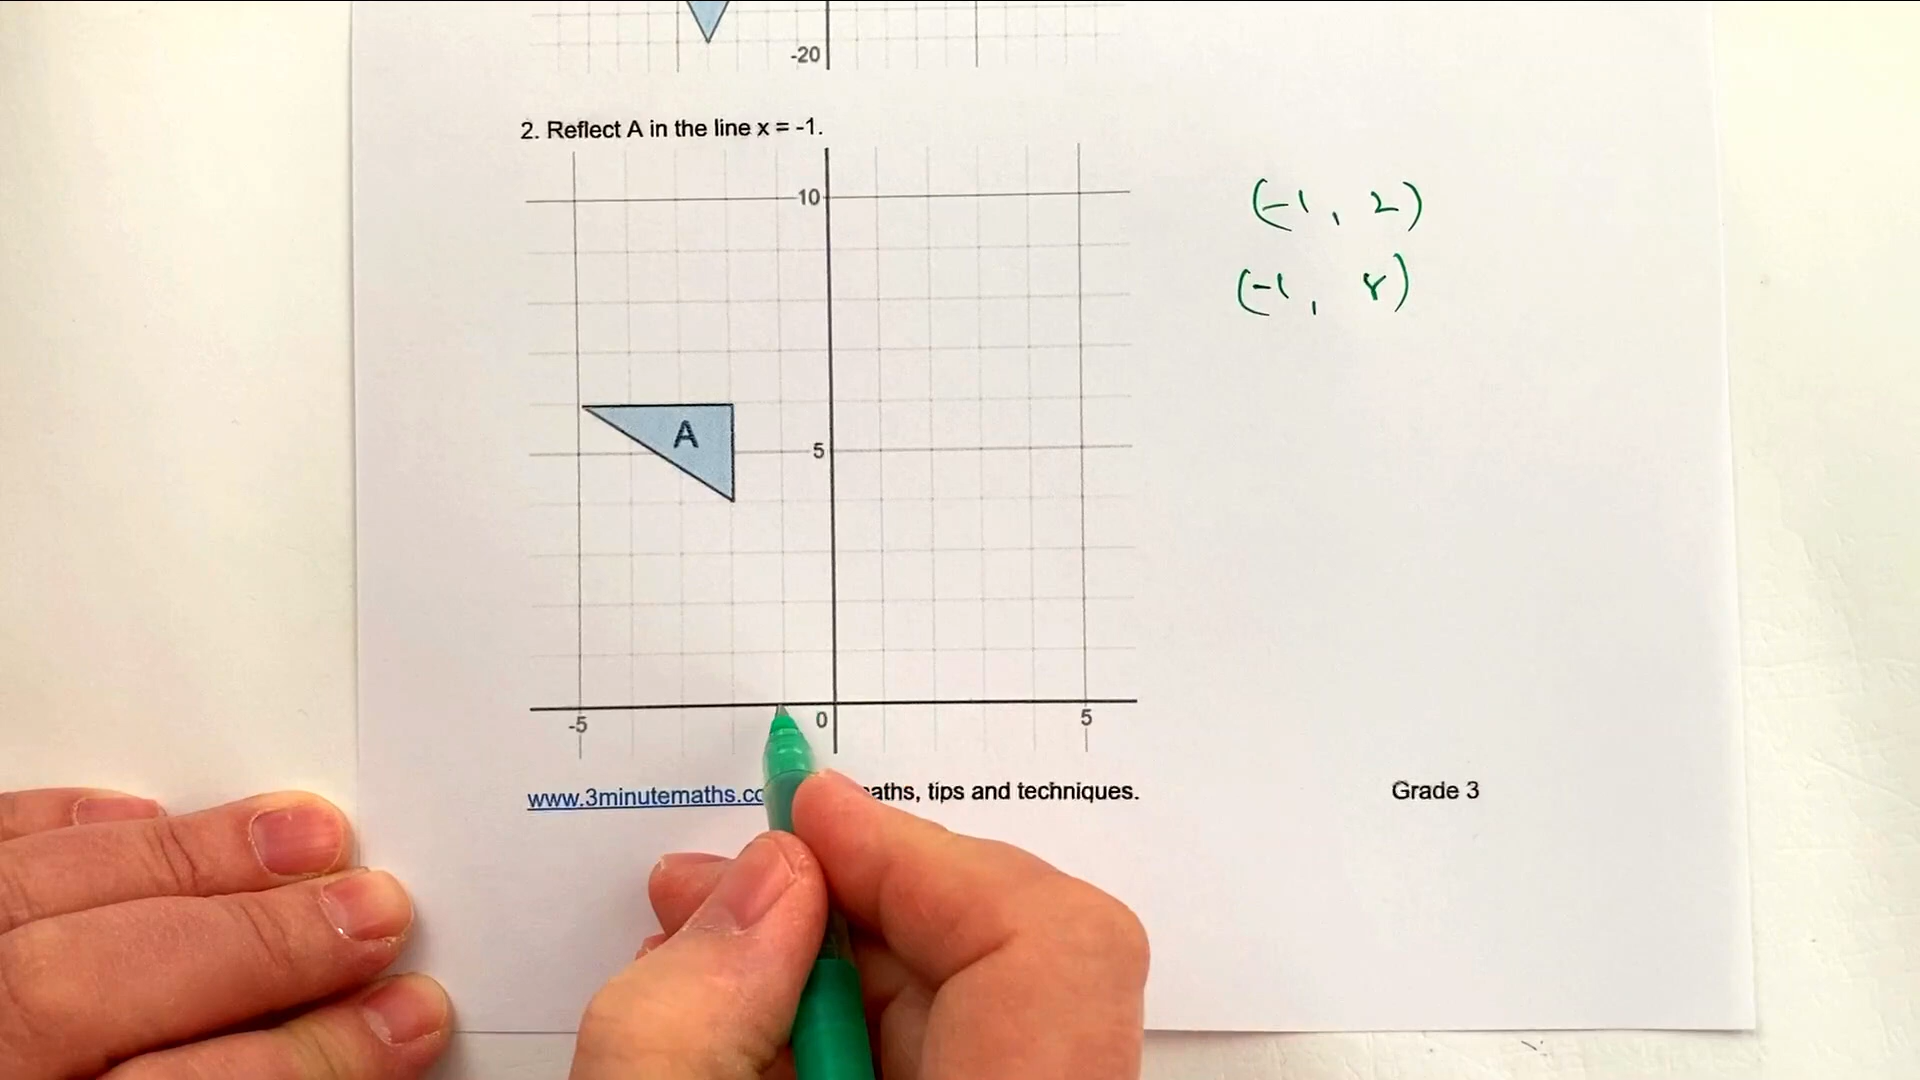 -20
2. Reflect A in the line x = -1.
10
(-1, 2)
(-1, 8)
A
5
-5
0
5
www.3minutemaths.co
aths, tips and techniques.
Grade 3